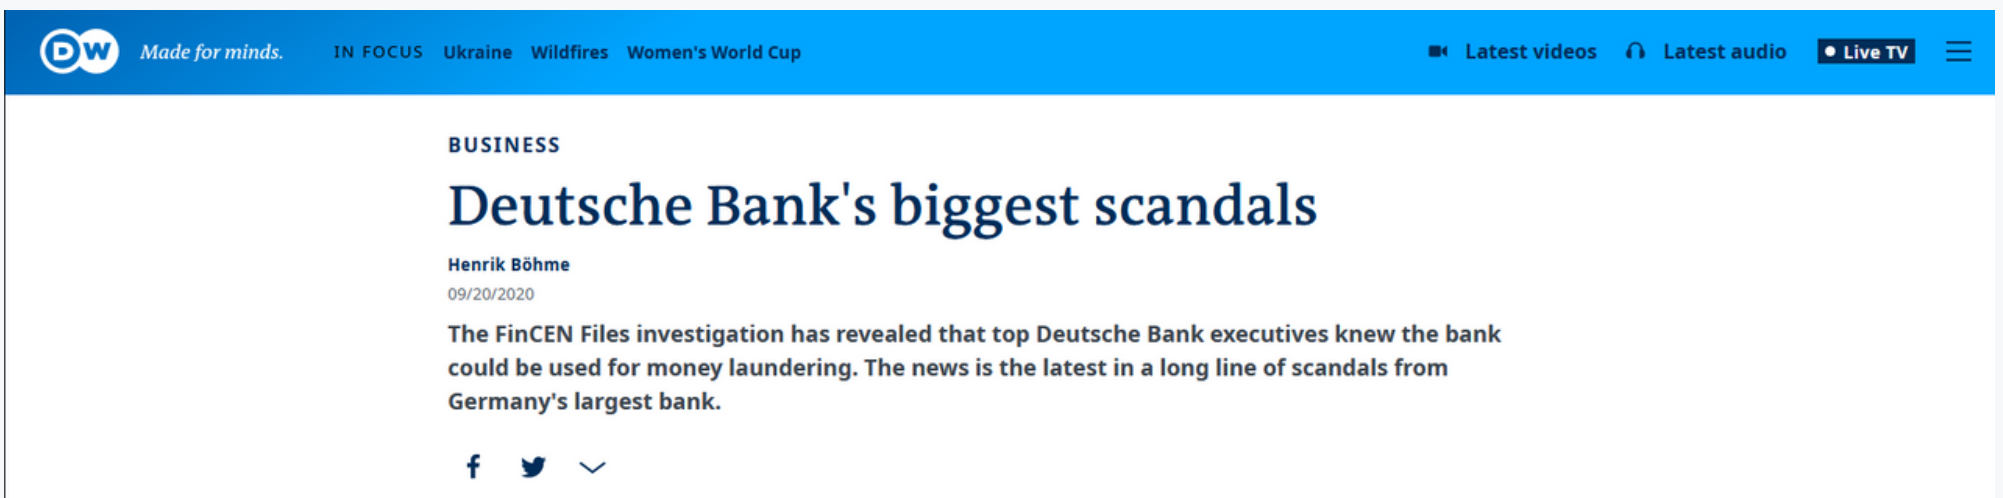 DW Made for minds. IN FOCUS Ukraine Wildfires Women's World Cup Latest videos Latest audio Live TV
BUSINESS
Deutsche Bank's biggest scandals
Henrik Böhme
09/20/2020
The FinCEN Files investigation has revealed that top Deutsche Bank executives knew the bank
could be used for money laundering. The news is the latest in a long line of scandals from
Germany's largest bank.